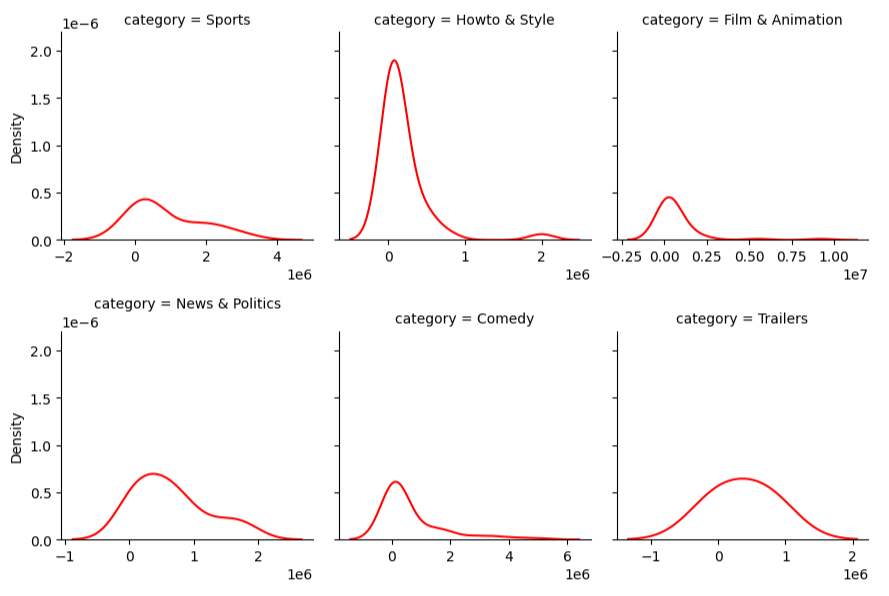 category = Sports
category = Howto & Style
category = Film & Animation
1e−6
2.0
1.5
1.0
0.5
0.0
Density
−2 0 2 4
1e6
0 1 2
1e6
−0.25 0.00 0.25 0.50 0.75 1.00
1e7
category = News & Politics
category = Comedy
category = Trailers
1e−6
2.0
1.5
1.0
0.5
0.0
Density
−1 0 1 2
1e6
0 2 4 6
1e6
−1 0 1 2
1e6